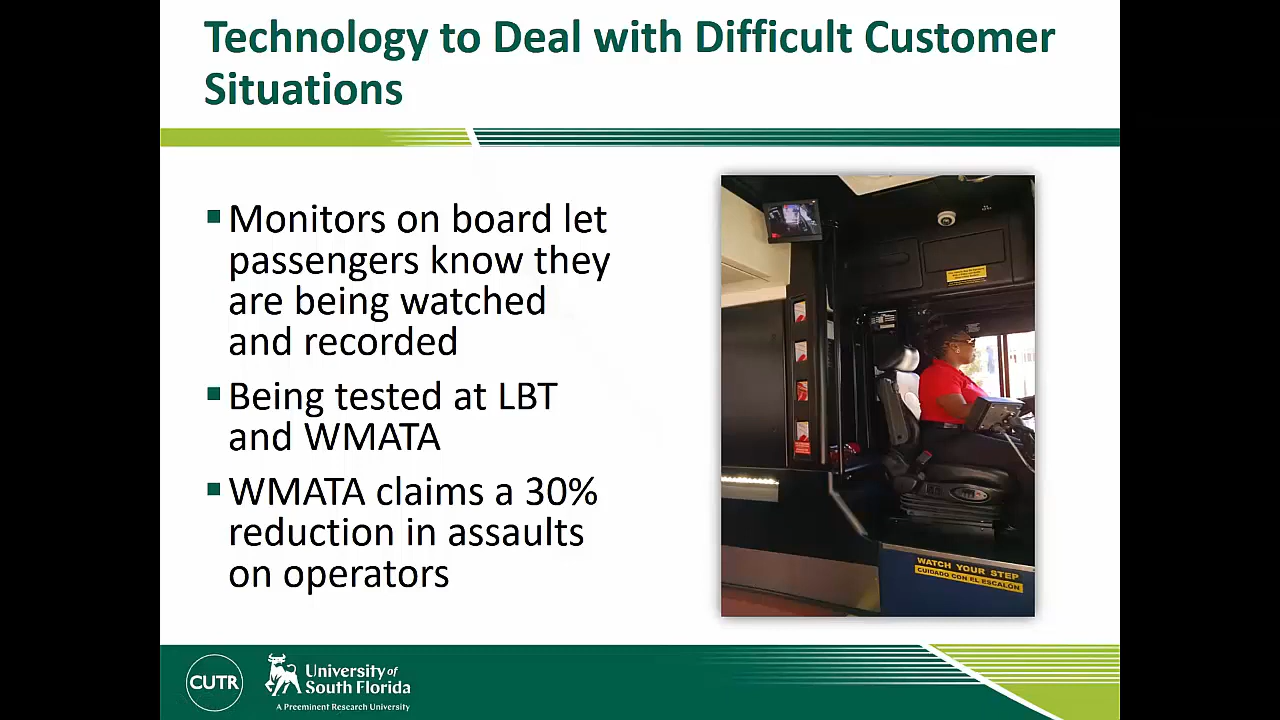 Technology to Deal with Difficult Customer
Situations
▪Monitors on board let
passengers know they
are being watched
and recorded
▪Being tested at LBT
and WMATA
▪WMATA claims a 30%
reduction in assaults
on operators
WATCH YOUR STEP
CUIDADO CON EL ESCALÓN
CUTR
University of
South Florida
A Preeminent Research University